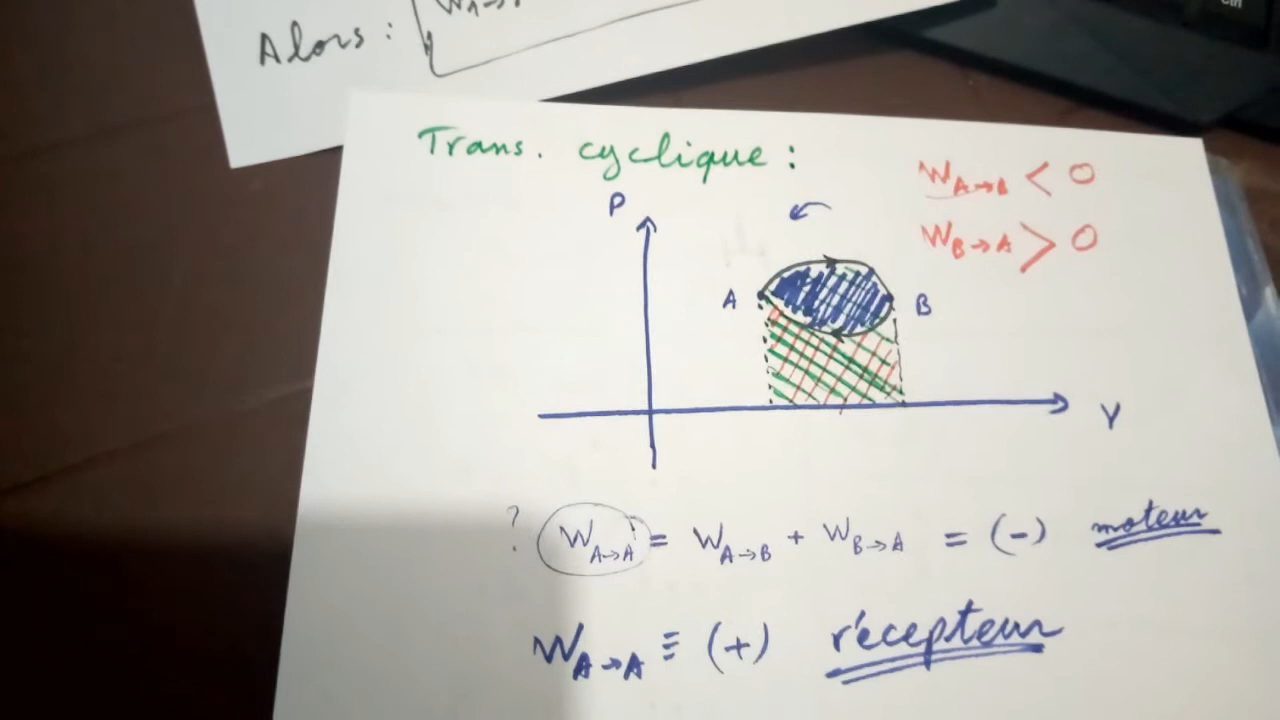 Alors :
Trans. cyclique :
W A→B < 0
W B→A > 0
P
A
B
V
? W A→A = W A→B + W B→A = (-) moteur
W A→A ≡ (+) récepteur